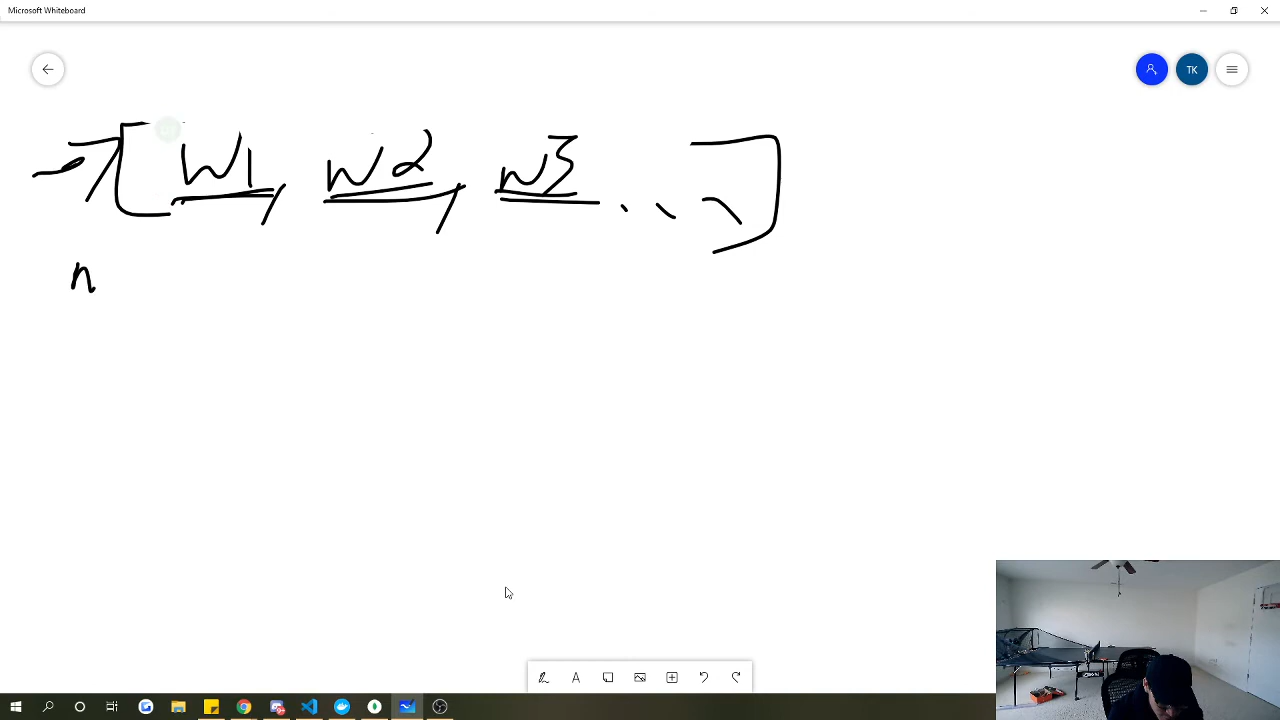 Microsoft Whiteboard
TK
[ W1, W2, W3 . . . ]
n
A